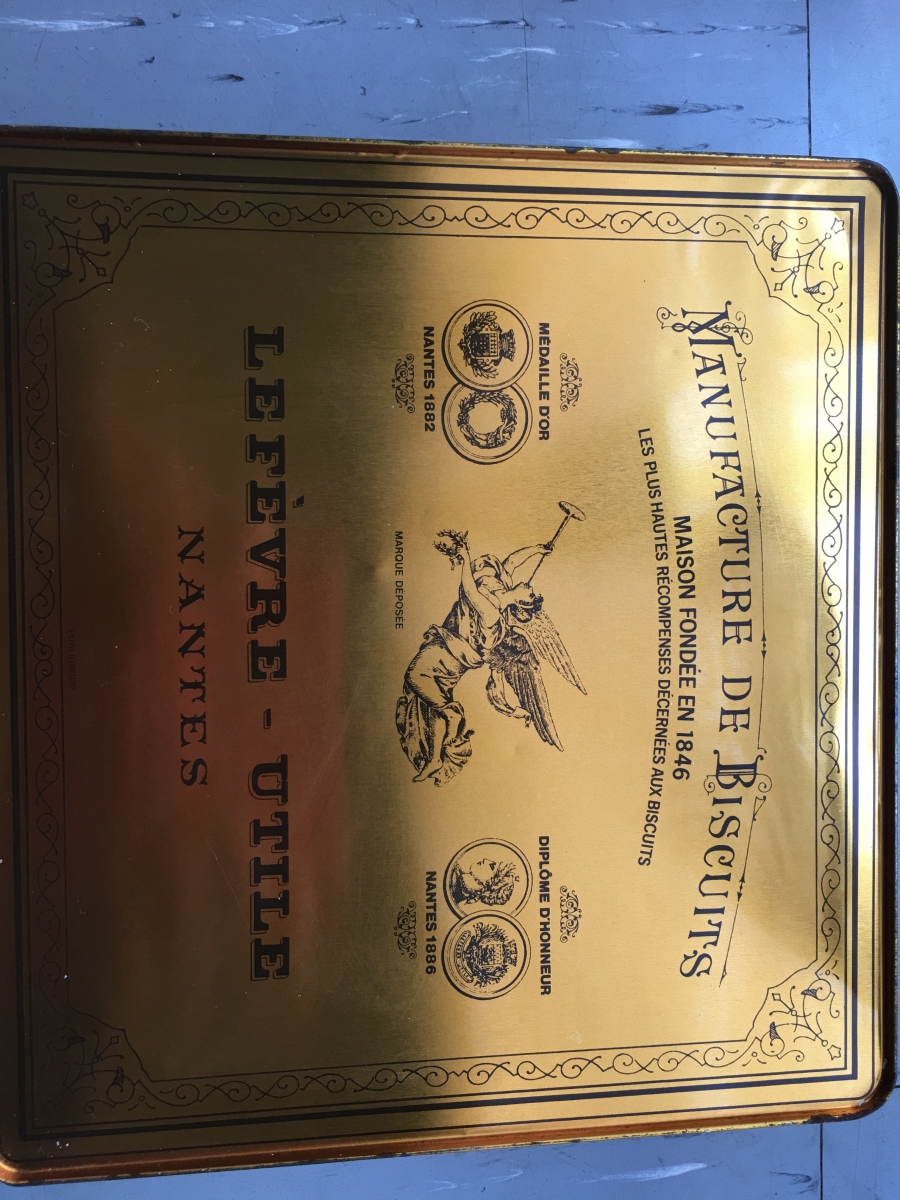 MANUFACTURE DE BISCUITS
MAISON FONDÉE EN 1846
LES PLUS HAUTES RÉCOMPENSES DÉCERNÉES AUX BISCUITS
MÉDAILLE D'OR
NANTES 1882
MARQUE DÉPOSÉE
DIPLÔME D'HONNEUR
NANTES 1886
LEFÈVRE - UTILE
NANTES